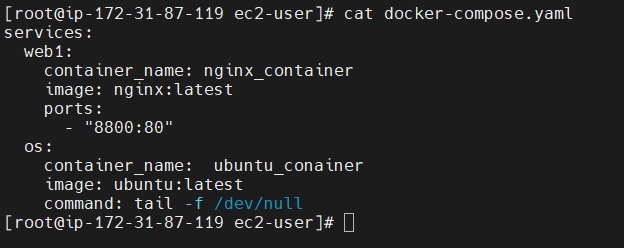 [root@ip-172-31-87-119 ec2-user]# cat docker-compose.yaml
services:
  web1:
    container_name: nginx_container
    image: nginx:latest
    ports:
      - "8800:80"
  os:
    container_name:  ubuntu_conainer
    image: ubuntu:latest
    command: tail -f /dev/null
[root@ip-172-31-87-119 ec2-user]#